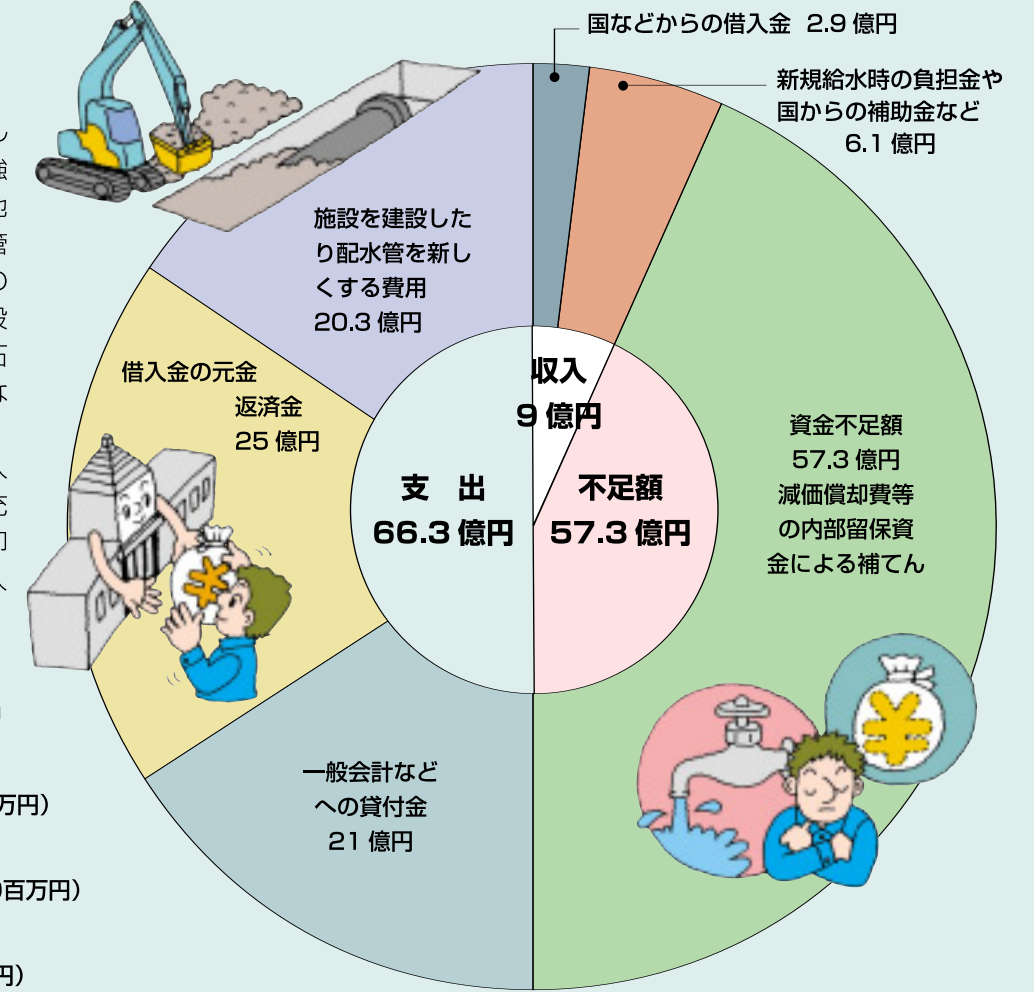 国などからの借入金 2.9 億円
新規給水時の負担金や
国からの補助金など
6.1 億円
施設を建設した
り配水管を新し
くする費用
20.3 億円
借入金の元金
返済金
25 億円
収入
9 億円
支 出
66.3 億円
不足額
57.3 億円
資金不足額
57.3 億円
減価償却費等
の内部留保資
金による補てん
一般会計など
への貸付金
21 億円
万円)
百万円)
円)